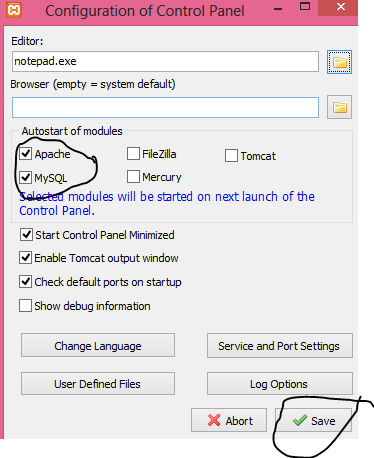 Configuration of Control Panel
Editor:
notepad.exe
Browser (empty = system default)
Autostart of modules
Apache
FileZilla
Tomcat
MySQL
Mercury
Selected modules will be started on next launch of the
Control Panel.
Start Control Panel Minimized
Enable Tomcat output window
Check default ports on startup
Show debug information
Change Language
Service and Port Settings
User Defined Files
Log Options
Abort
Save